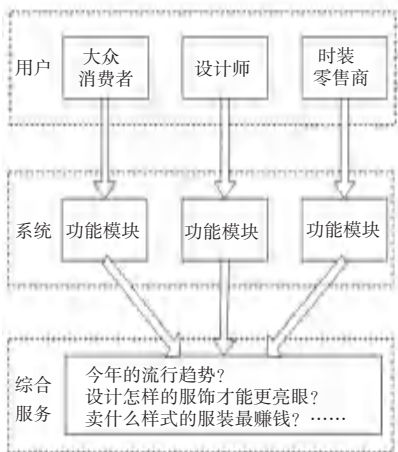 用户
大众
消费者
设计师
时装
零售商
系统
功能模块
功能模块
功能模块
综合
服务
今年的流行趋势?
设计怎样的服饰才能更亮眼?
卖什么样式的服装最赚钱? ……